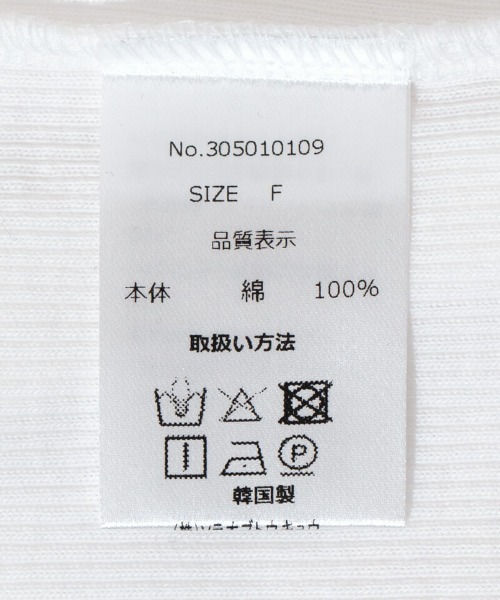 No.305010109
SIZE F
品質表示
本体 綿 100%
取扱い方法
P
韓国製